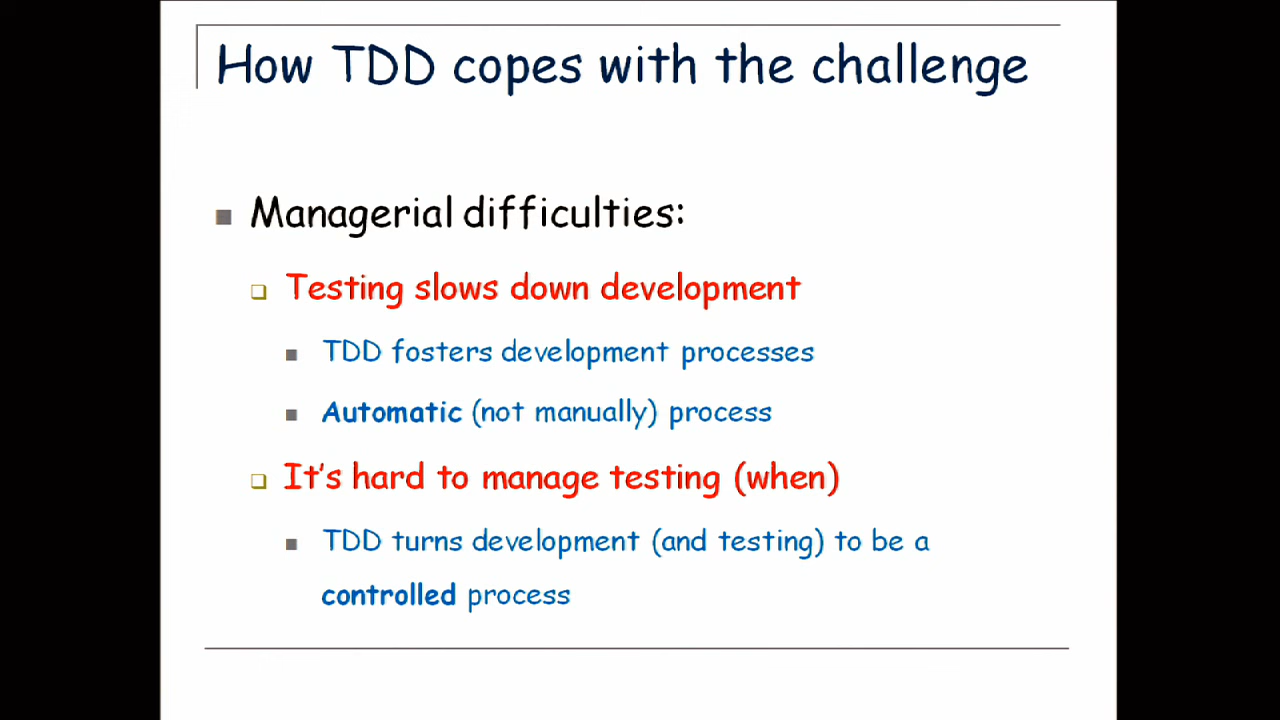 How TDD copes with the challenge
Managerial difficulties:
Testing slows down development
TDD fosters development processes
Automatic (not manually) process
It's hard to manage testing (when)
TDD turns development (and testing) to be a
controlled process